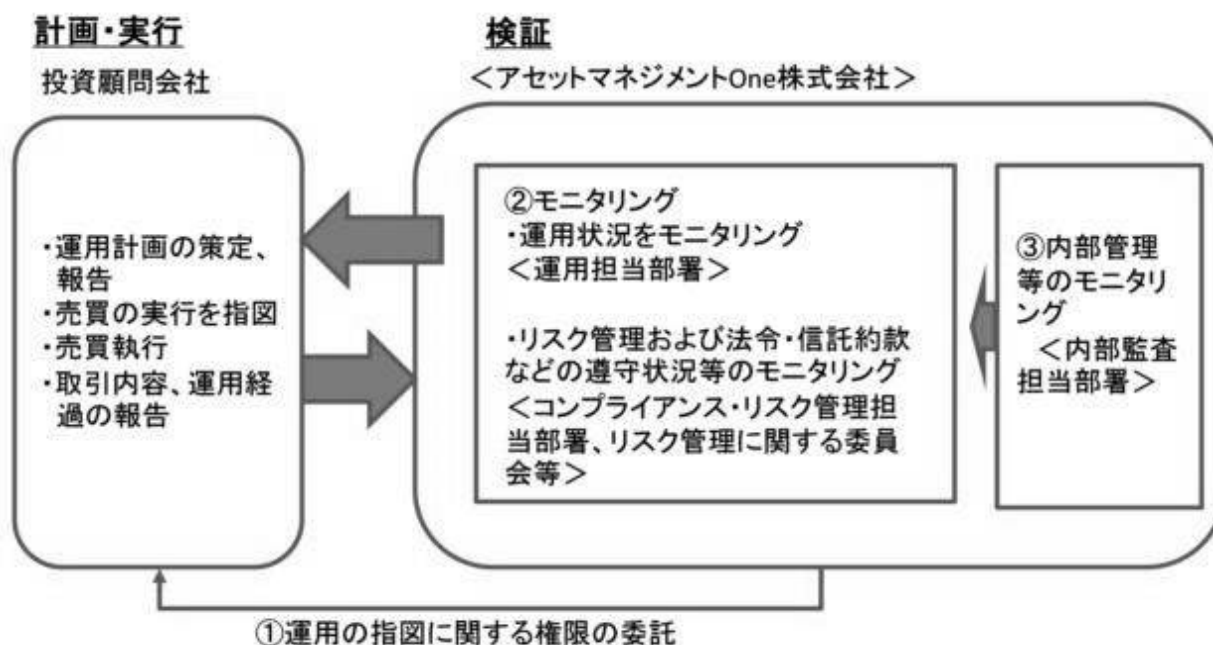 計画・実行
投資顧問会社
・運用計画の策定、
報告
・売買の実行を指図
・売買執行
・取引内容、運用経
過の報告
検証
＜アセットマネジメントOne株式会社＞
②モニタリング
・運用状況をモニタリング
＜運用担当部署＞
・リスク管理および法令・信託約款
などの遵守状況等のモニタリング
＜コンプライアンス・リスク管理担
当部署、リスク管理に関する委員
会等＞
③内部管理
等のモニタリ
ング
＜内部監査
担当部署＞
①運用の指図に関する権限の委託